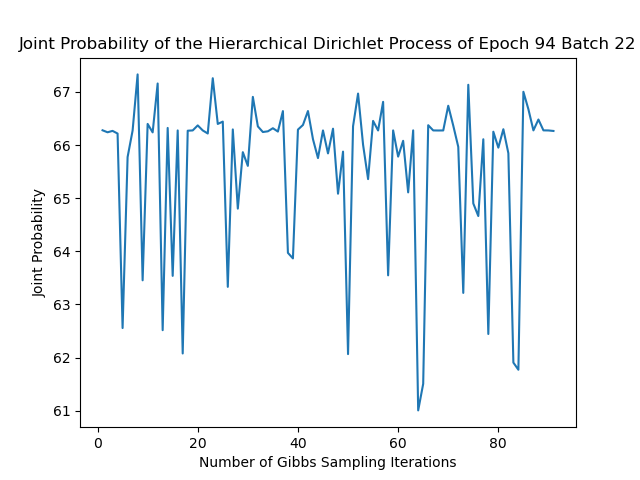 Joint Probability of the Hierarchical Dirichlet Process of Epoch 94 Batch 22
67
66
65
64
63
62
61
Joint Probability
0 20 40 60 80
Number of Gibbs Sampling Iterations